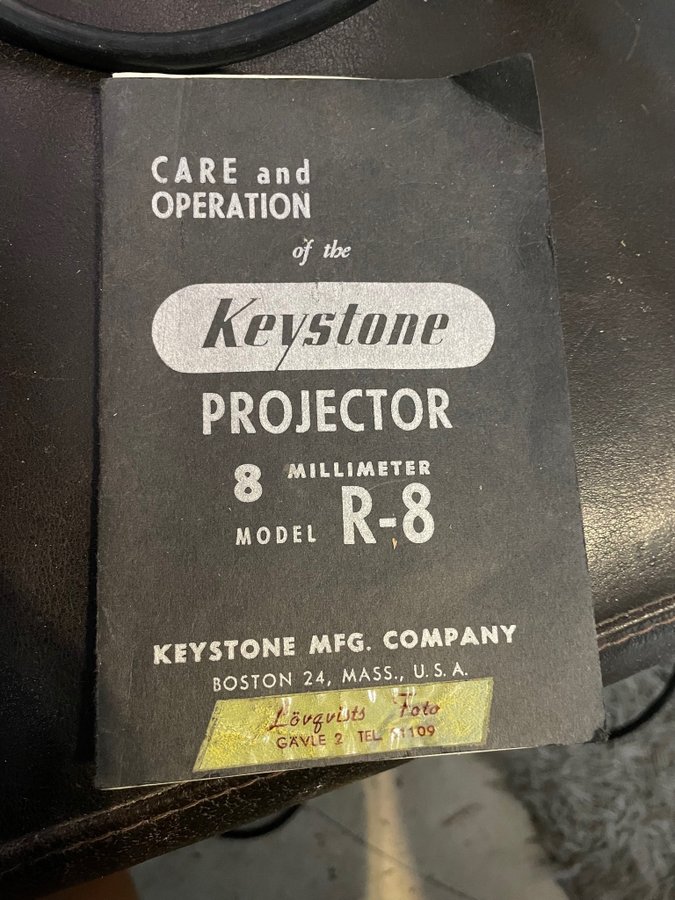 CARE and
OPERATION
of the
Keystone
PROJECTOR
8 MILLIMETER
MODEL R-8
KEYSTONE MFG. COMPANY
BOSTON 24, MASS., U.S.A.
Lövqvists Foto
GÄVLE 2 TEL